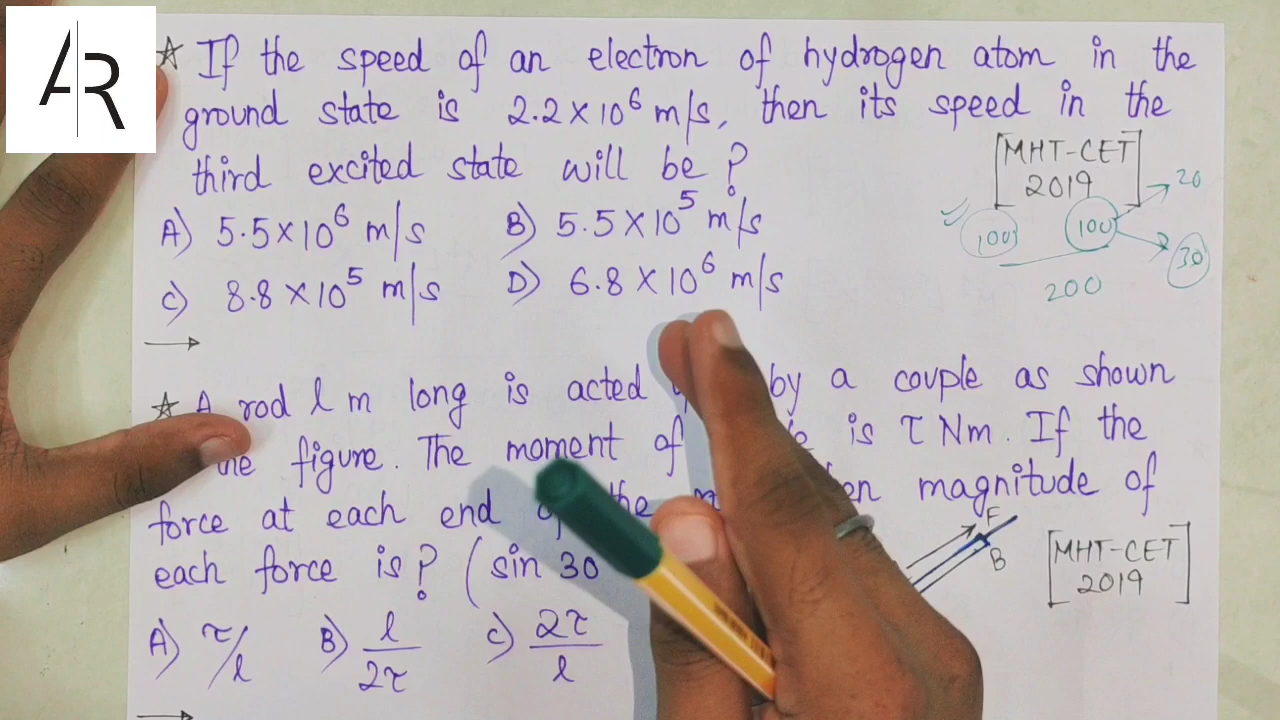 AR
☆ If the speed of an electron of hydrogen atom in the
ground state is 2.2×10⁶ m/s, then its speed in the
third excited state will be?
[MHT-CET
2019]
A) 5.5×10⁶ m/s B) 5.5×10⁵ m/s
C) 8.8×10⁵ m/s D) 6.8×10⁶ m/s
100 100 20
30
200
☆ A rod l m long is acted by a couple as shown
figure. The moment of is τ Nm. If the
force at each end of the magnitude of
each force is? (sin 30
F
B
[MHT-CET
2019]
A) τ/l B) l/2τ C) 2τ/l